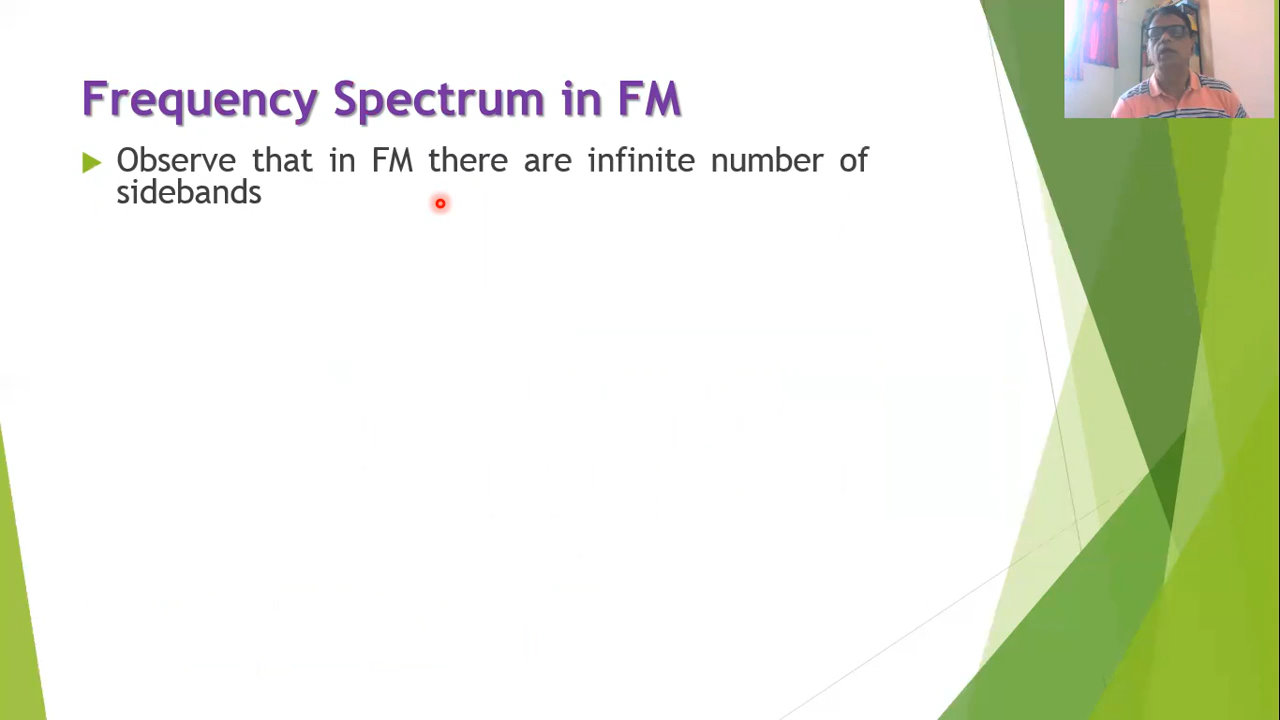 Frequency Spectrum in FM
Observe that in FM there are infinite number of
sidebands